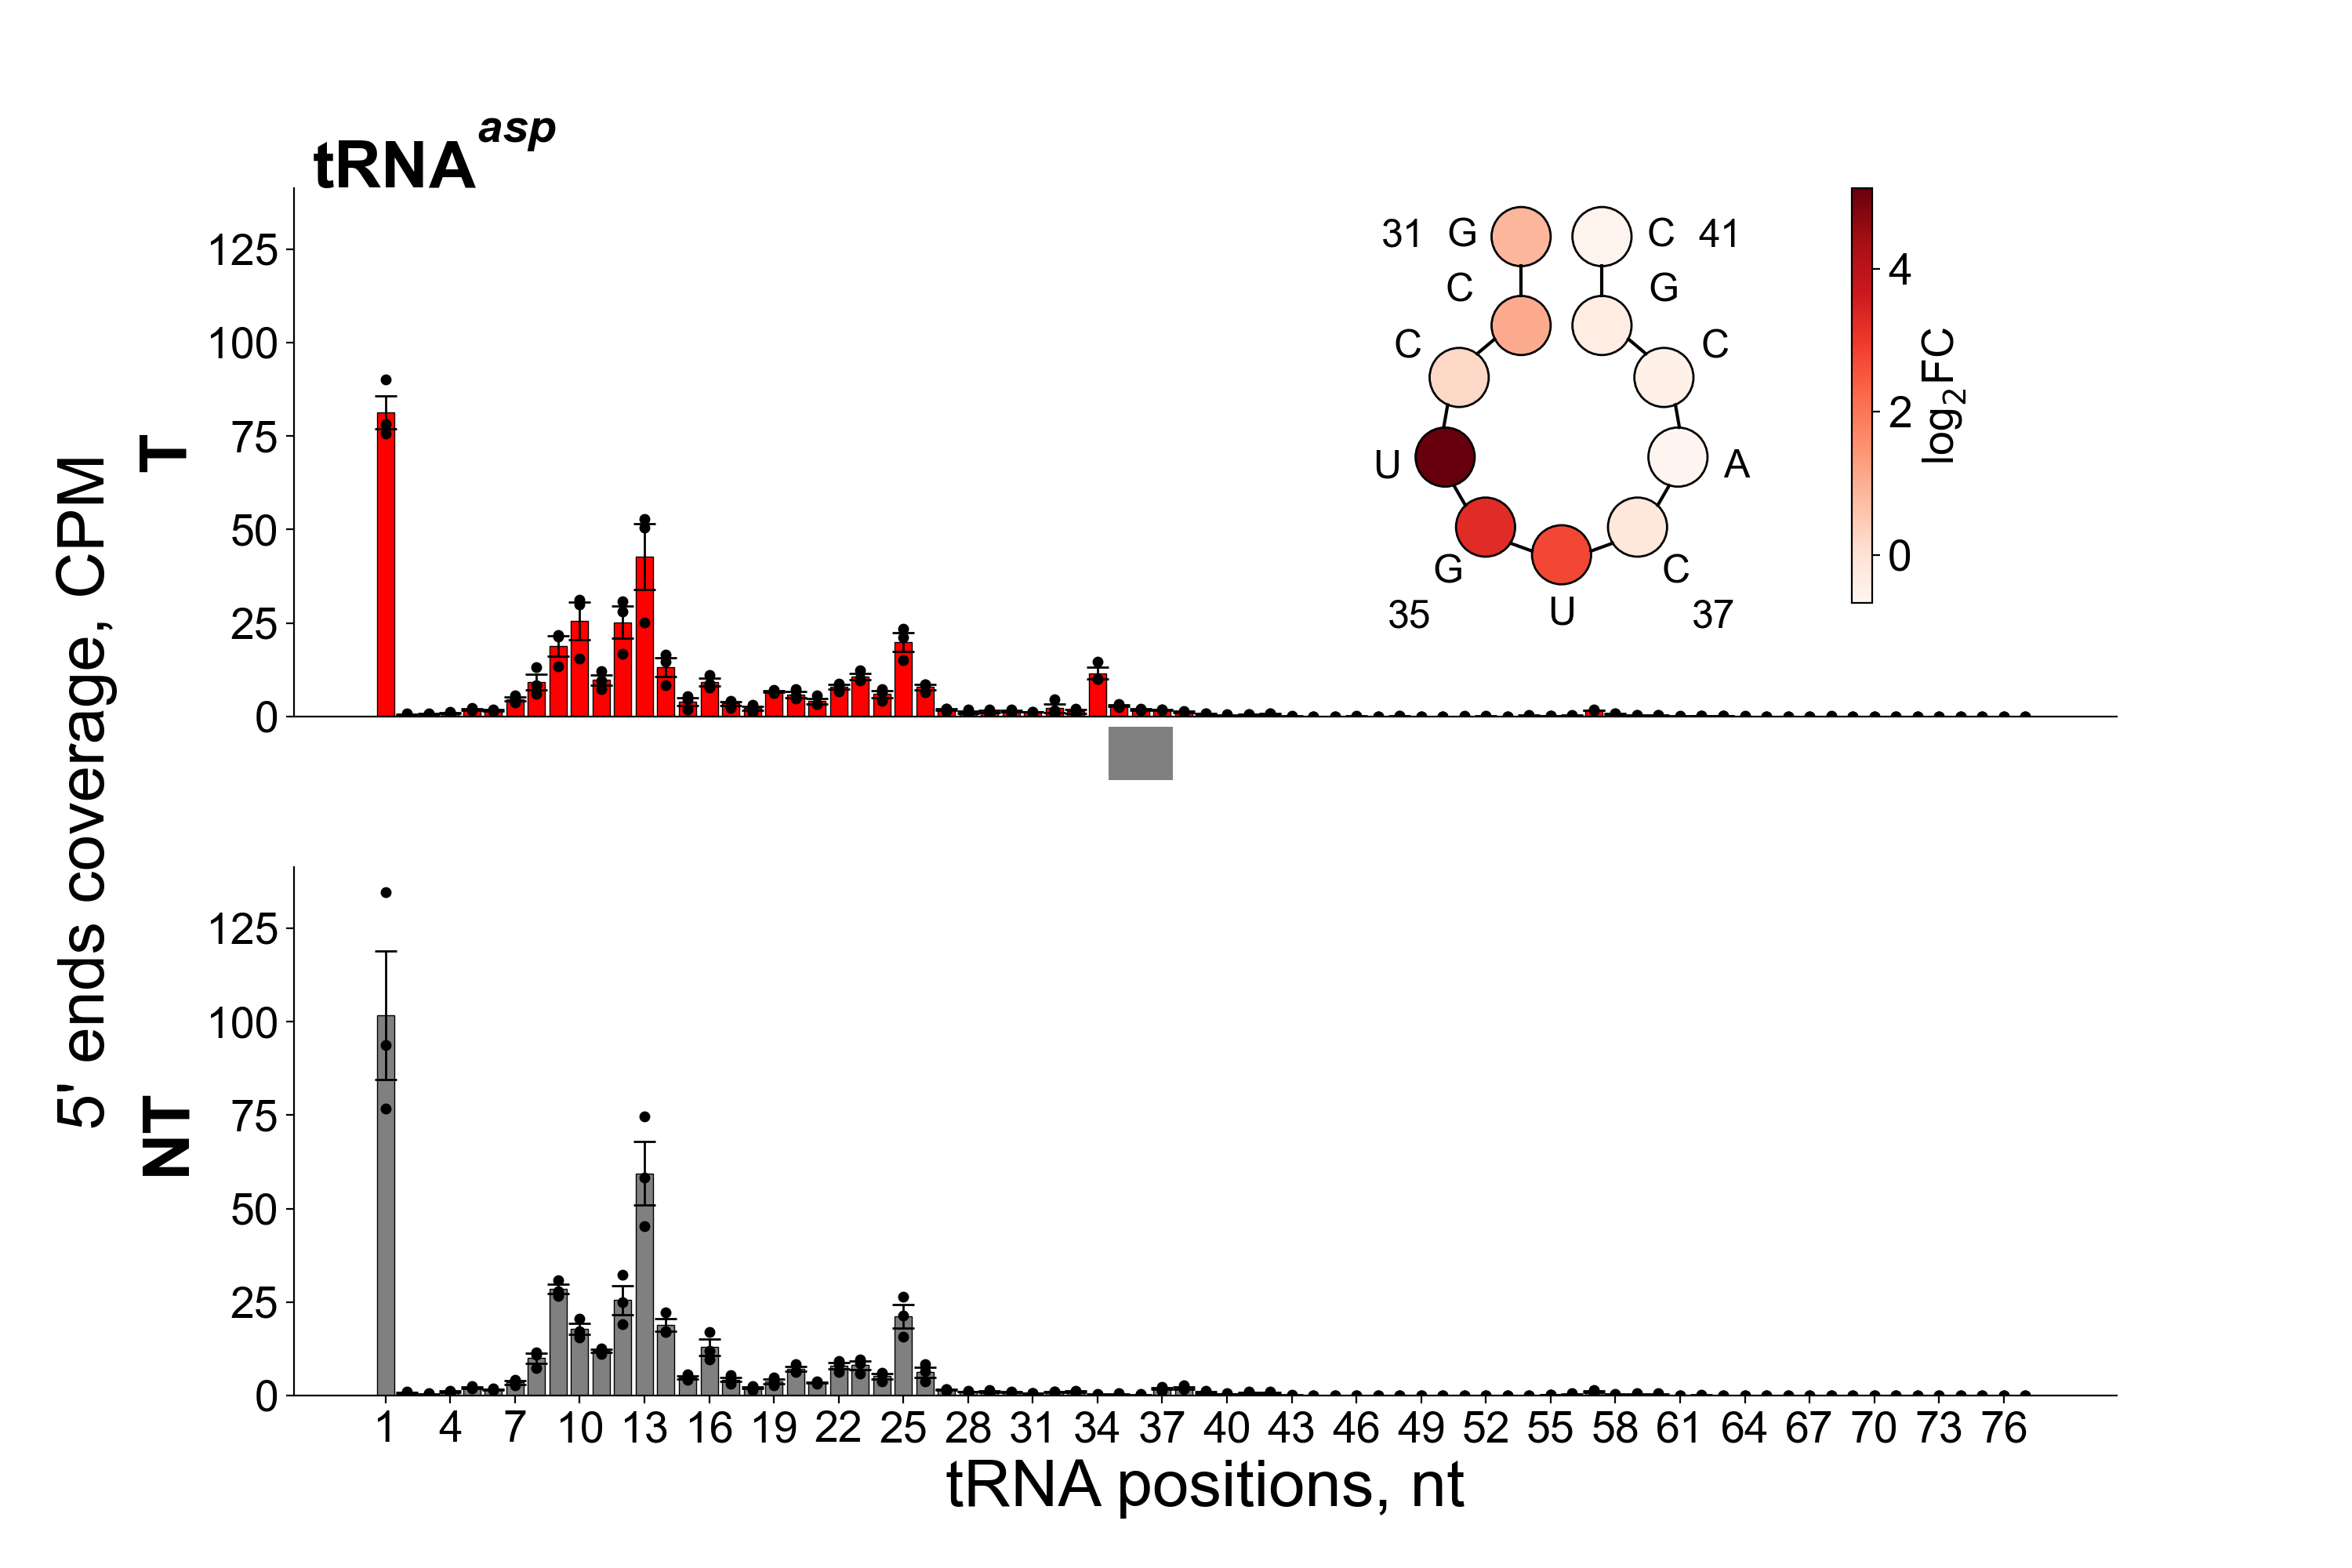 tRNA^asp
5' ends coverage, CPM
T
125
100
75
50
25
0
31 G C 41
C G
C C
U A
G C
35 U 37
4
2
0
log₂FC
NT
125
100
75
50
25
0
1 4 7 10 13 16 19 22 25 28 31 34 37 40 43 46 49 52 55 58 61 64 67 70 73 76
tRNA positions, nt